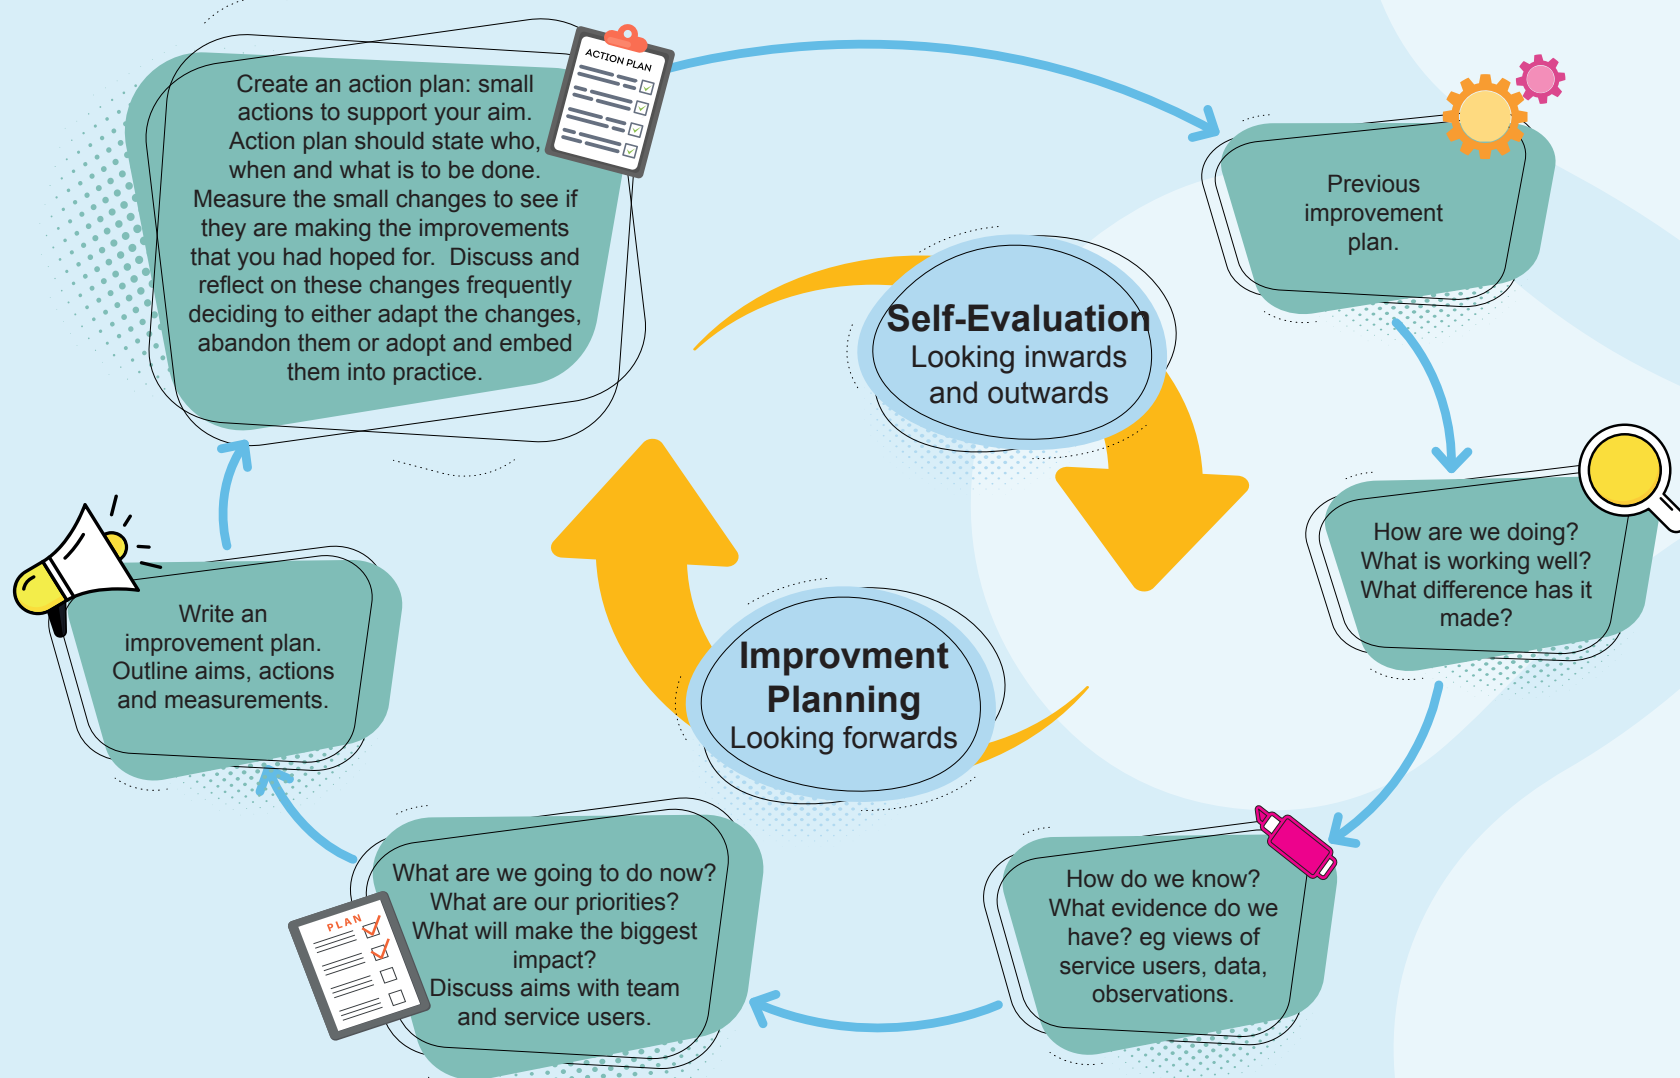 Create an action plan: small
actions to support your aim.
Action plan should state who,
when and what is to be done.
Measure the small changes to see if
they are making the improvements
that you had hoped for.  Discuss and
reflect on these changes frequently
deciding to either adapt the changes,
abandon them or adopt and embed
them into practice.
ACTION PLAN
Previous
improvement
plan.
Self-Evaluation
Looking inwards
and outwards
How are we doing?
What is working well?
What difference has it
made?
Write an
improvement plan.
Outline aims, actions
and measurements.
Improvment
Planning
Looking forwards
How do we know?
What evidence do we
have? eg views of
service users, data,
observations.
What are we going to do now?
What are our priorities?
What will make the biggest
impact?
Discuss aims with team
and service users.
PLAN